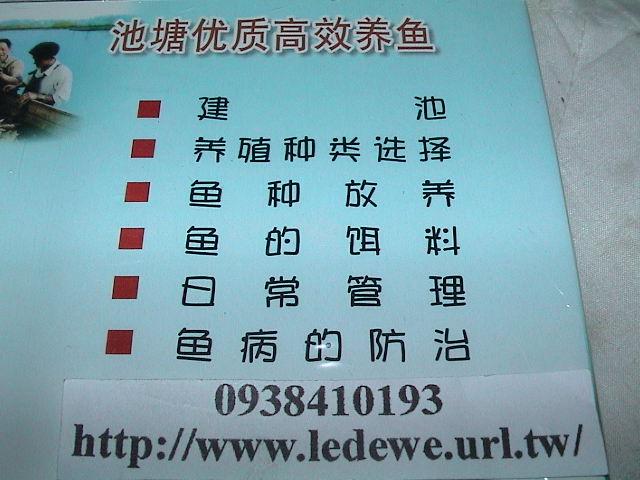 池塘优质高效养鱼
建池
养殖种类选择
鱼种放养
鱼的饵料
日常管理
鱼病的防治
0938410193
http://www.ledewe.url.tw/